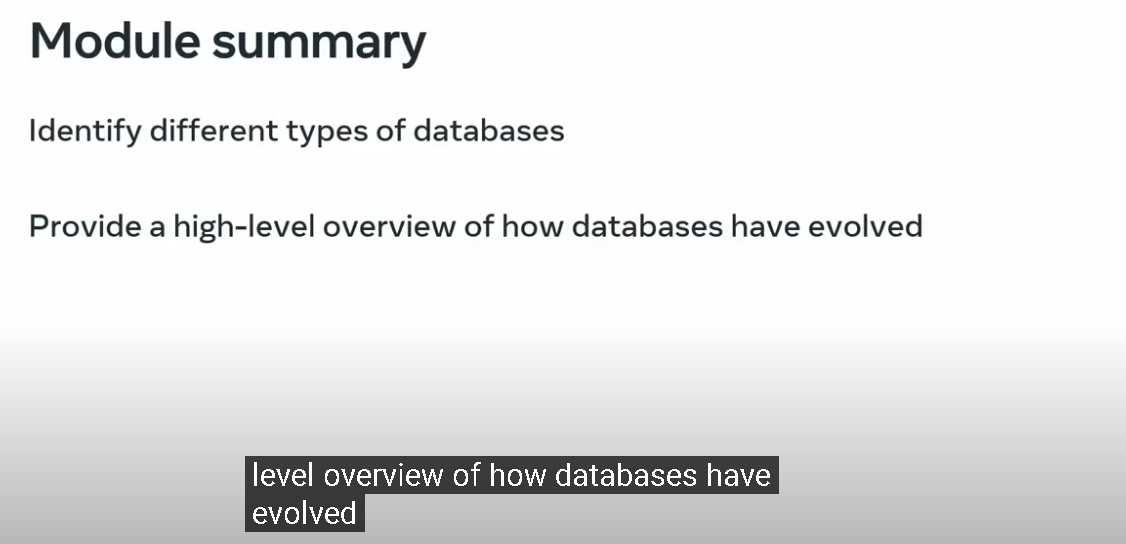 Module summary
Identify different types of databases
Provide a high-level overview of how databases have evolved
level overview of how databases have
evolved